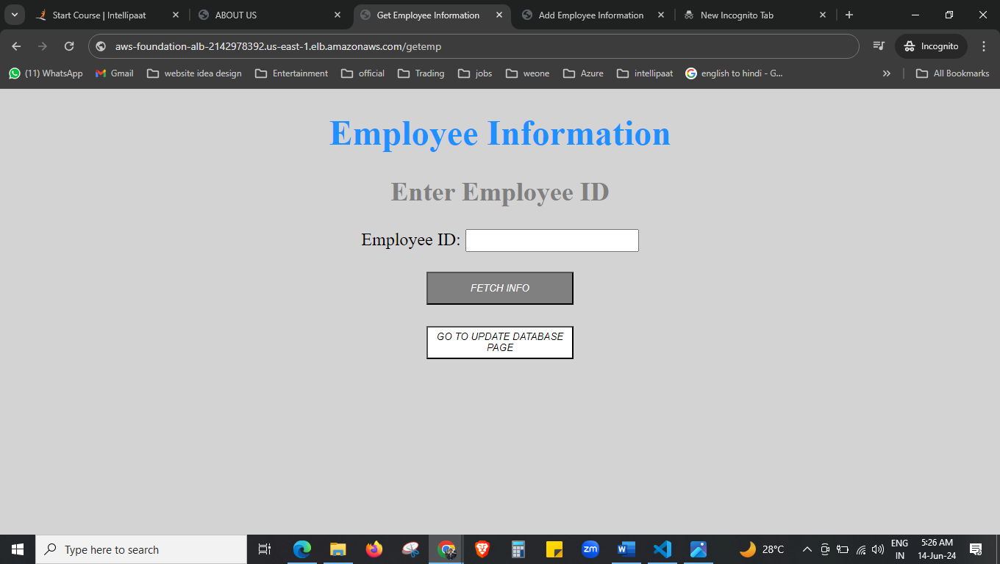 Start Course | Intellipaat
ABOUT US
Get Employee Information
Add Employee Information
New Incognito Tab
aws-foundation-alb-2142978392.us-east-1.elb.amazonaws.com/getemp
Incognito
(11) WhatsApp
Gmail
website idea design
Entertainment
official
Trading
jobs
weone
Azure
intellipaat
english to hindi - G...
All Bookmarks
Employee Information
Enter Employee ID
Employee ID:
FETCH INFO
GO TO UPDATE DATABASE
PAGE
Type here to search
zm
28°C
ENG
IN
5:26 AM
14-Jun-24